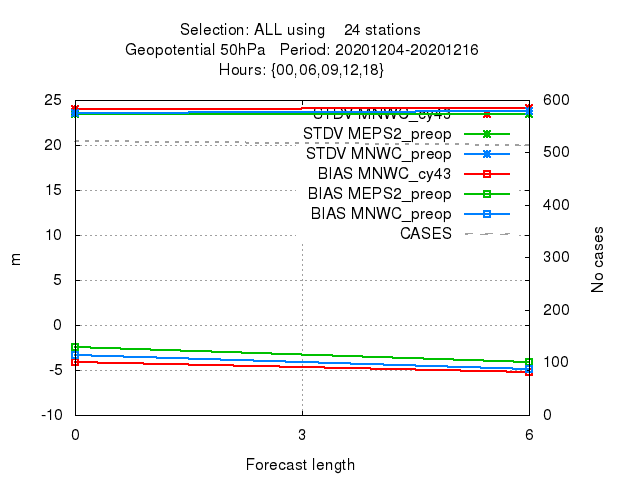 Selection: ALL using 24 stations
Geopotential 50hPa Period: 20201204-20201216
Hours: {00,06,09,12,18}
25 600
STDV MNWC_cy43
20 STDV MEPS2_preop 500
STDV MNWC_preop
15 BIAS MNWC_cy43 400
BIAS MEPS2_preop
10 BIAS MNWC_preop
CASES
m No cases
5 300
0 200
-5 100
-10 0
0 3 6
Forecast length